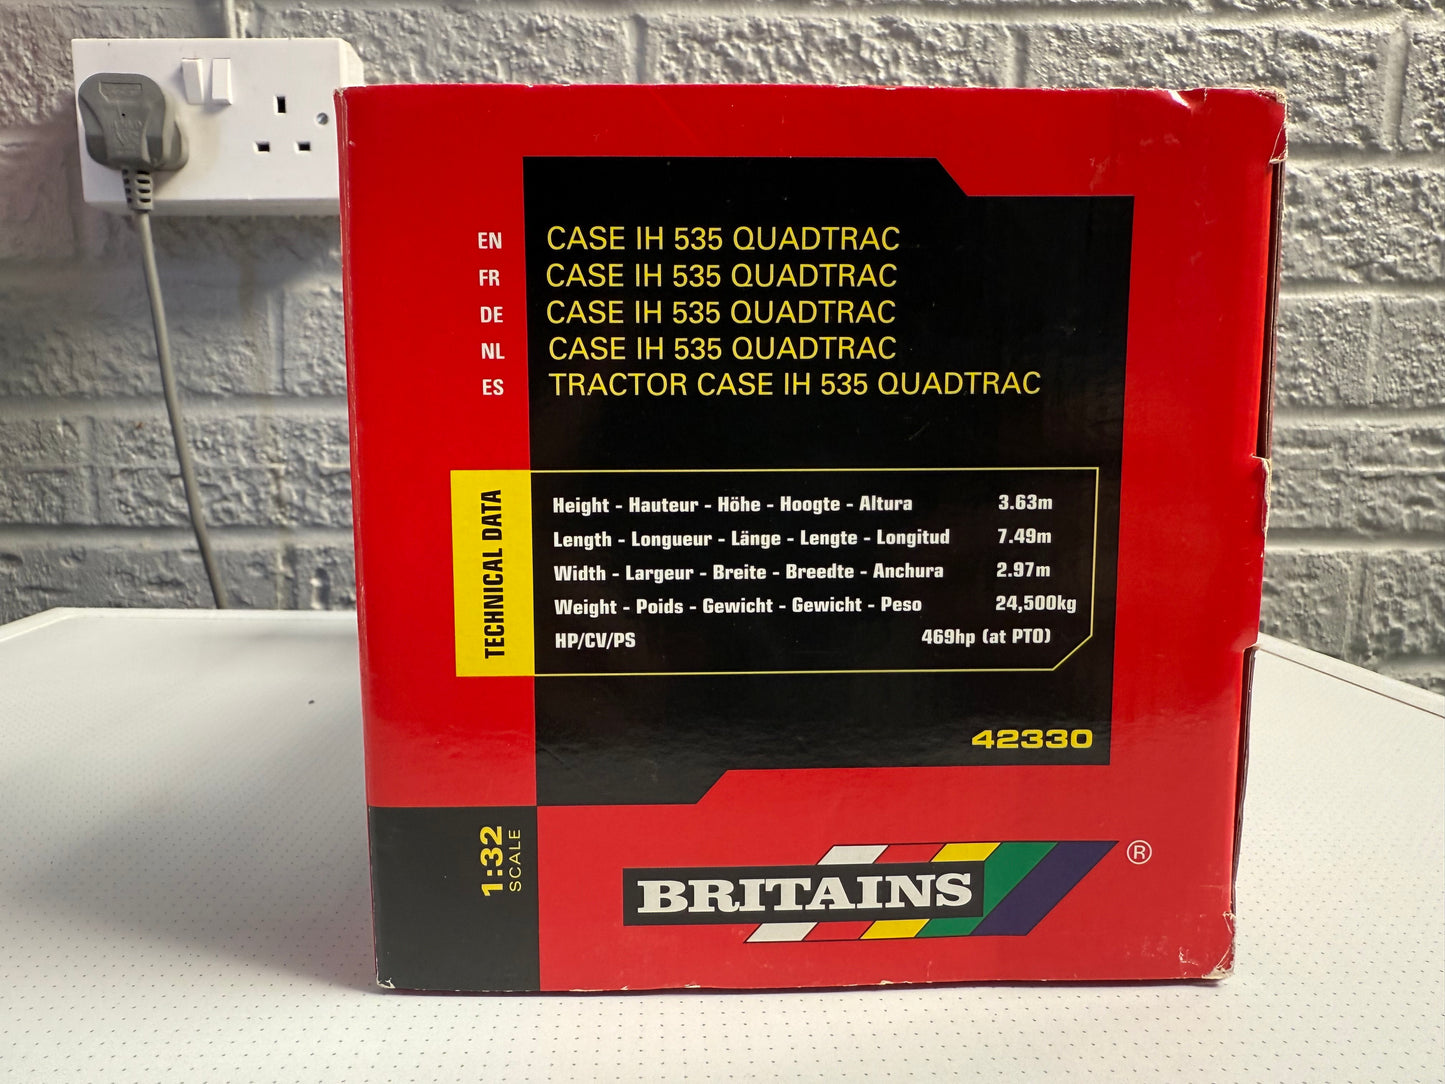 EN CASE IH 535 QUADTRAC
FR CASE IH 535 QUADTRAC
DE CASE IH 535 QUADTRAC
NL CASE IH 535 QUADTRAC
ES TRACTOR CASE IH 535 QUADTRAC
TECHNICAL DATA
Height - Hauteur - Höhe - Hoogte - Altura 3.63m
Length - Longueur - Länge - Lengte - Longitud 7.49m
Width - Largeur - Breite - Breedte - Anchura 2.97m
Weight - Poids - Gewicht - Gewicht - Peso 24,500kg
HP/CV/PS 469hp (at PTO)
42330
1:32
SCALE
BRITAINS ®